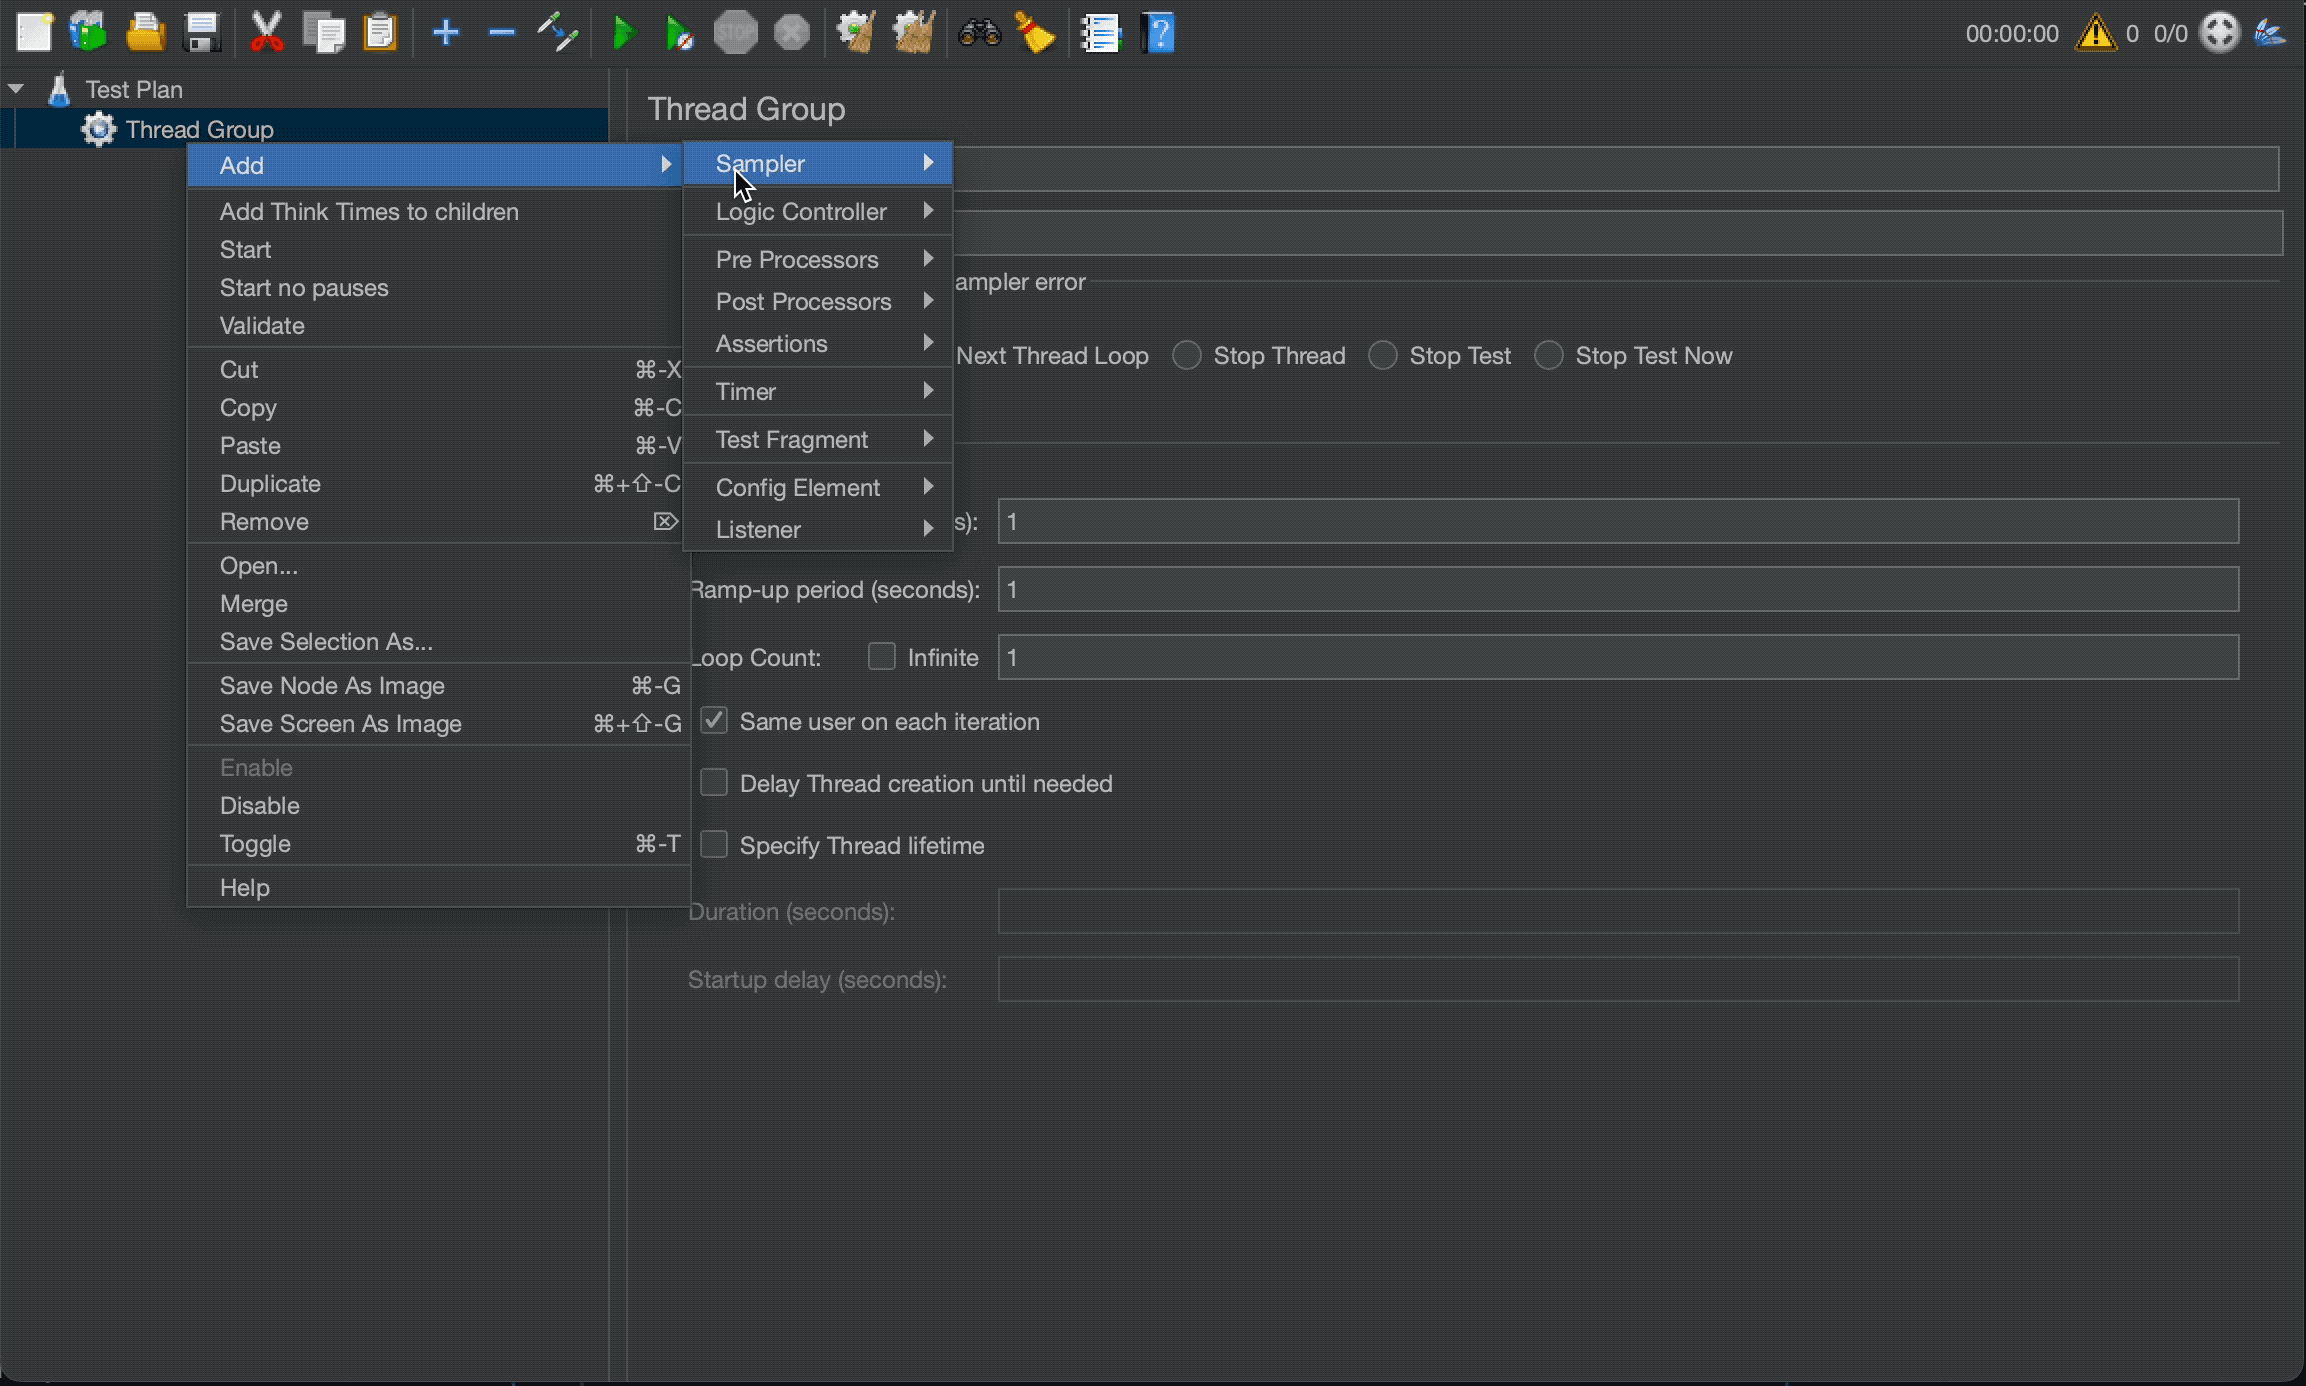 STOP
?
00:00:00
0
0/0
Test Plan
Thread Group
Thread Group
Add
Add Think Times to children
Start
Start no pauses
Validate
Cut ⌘-X
Copy ⌘-C
Paste ⌘-V
Duplicate ⌘+⇧-C
Remove ⌦
Open...
Merge
Save Selection As...
Save Node As Image ⌘-G
Save Screen As Image ⌘+⇧-G
Enable
Disable
Toggle ⌘-T
Help
Sampler
Logic Controller
Pre Processors
Post Processors
Assertions
Timer
Test Fragment
Config Element
Listener
ampler error
Next Thread Loop Stop Thread Stop Test Stop Test Now
s): 1
Ramp-up period (seconds): 1
Loop Count: Infinite 1
Same user on each iteration
Delay Thread creation until needed
Specify Thread lifetime
Duration (seconds):
Startup delay (seconds):